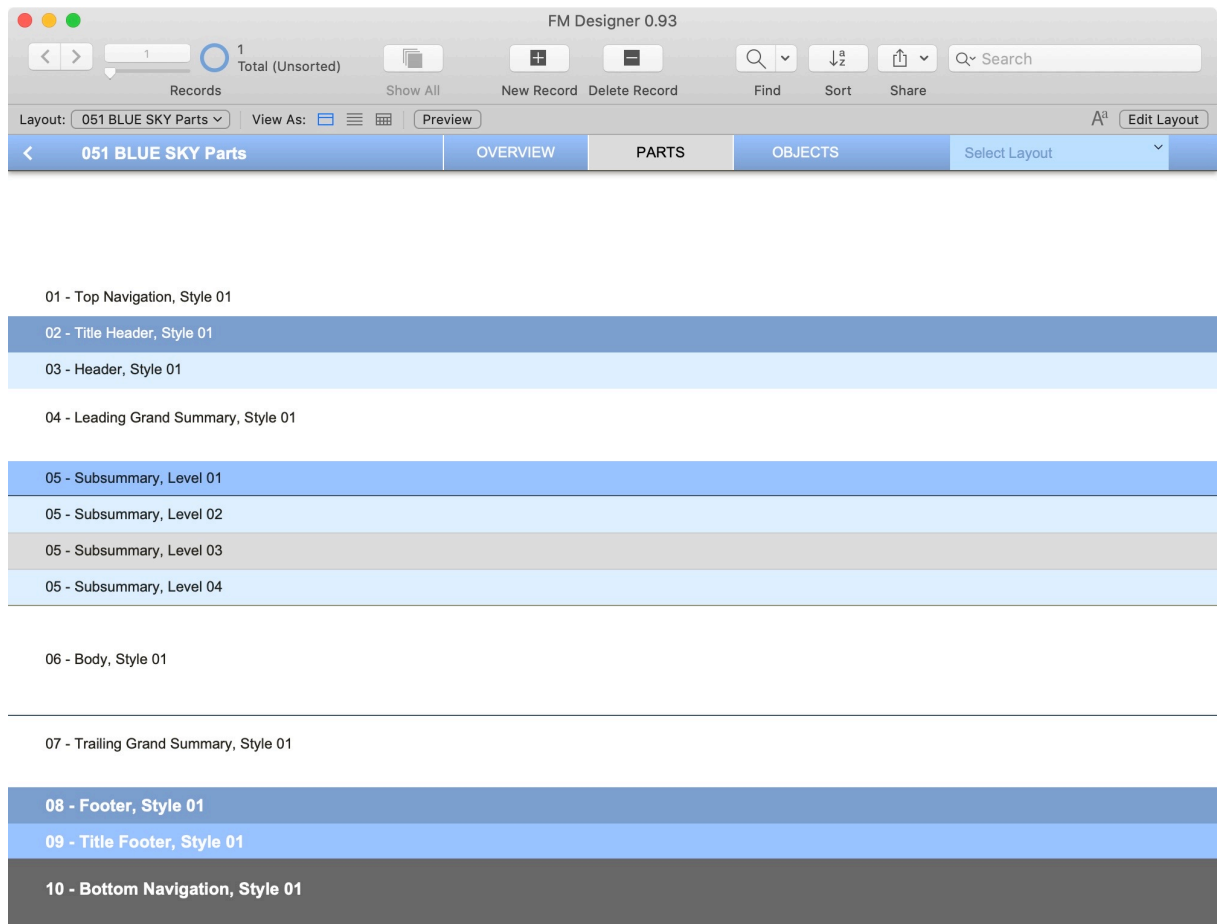 FM Designer 0.93
1
1
Total (Unsorted)
Records
Show All
New Record
Delete Record
Find
Sort
Share
Search
Layout: 051 BLUE SKY Parts
View As:
Preview
Aa
Edit Layout
051 BLUE SKY Parts
OVERVIEW
PARTS
OBJECTS
Select Layout
01 - Top Navigation, Style 01
02 - Title Header, Style 01
03 - Header, Style 01
04 - Leading Grand Summary, Style 01
05 - Subsummary, Level 01
05 - Subsummary, Level 02
05 - Subsummary, Level 03
05 - Subsummary, Level 04
06 - Body, Style 01
07 - Trailing Grand Summary, Style 01
08 - Footer, Style 01
09 - Title Footer, Style 01
10 - Bottom Navigation, Style 01